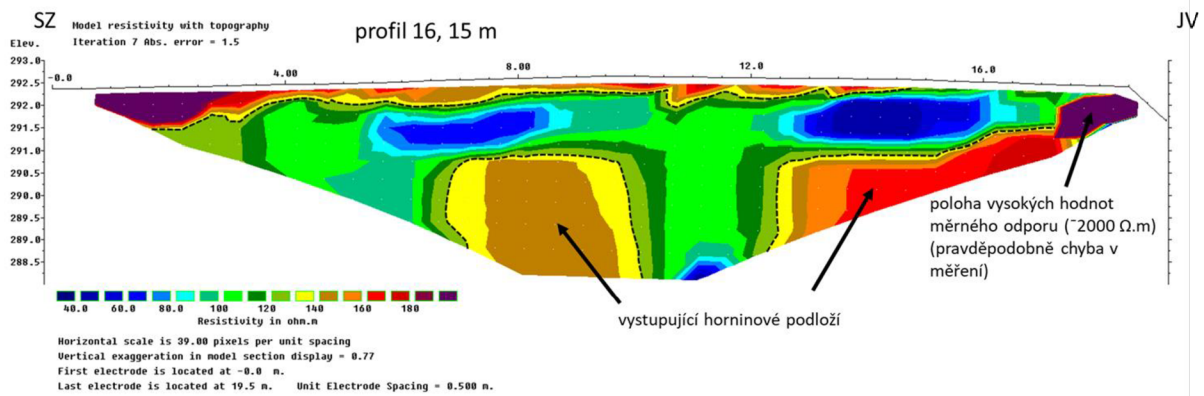 SZ
Model resistivity with topography
Iteration 7 Abs. error = 1.5
profil 16, 15 m
JV
Elev.
-0.0
4.00
8.00
12.0
16.0
293.0
292.5
292.0
291.5
291.0
290.5
290.0
289.5
289.0
288.5
poloha vysokých hodnot
měrného odporu (˜2000 Ω.m)
(pravděpodobně chyba v
měření)
vystupující horninové podloží
40.0 60.0 80.0 100 120 140 160 180
Resistivity in ohm.m
Horizontal scale is 39.00 pixels per unit spacing
Vertical exaggeration in model section display = 0.77
First electrode is located at -0.0 m.
Last electrode is located at 19.5 m. Unit Electrode Spacing = 0.500 m.